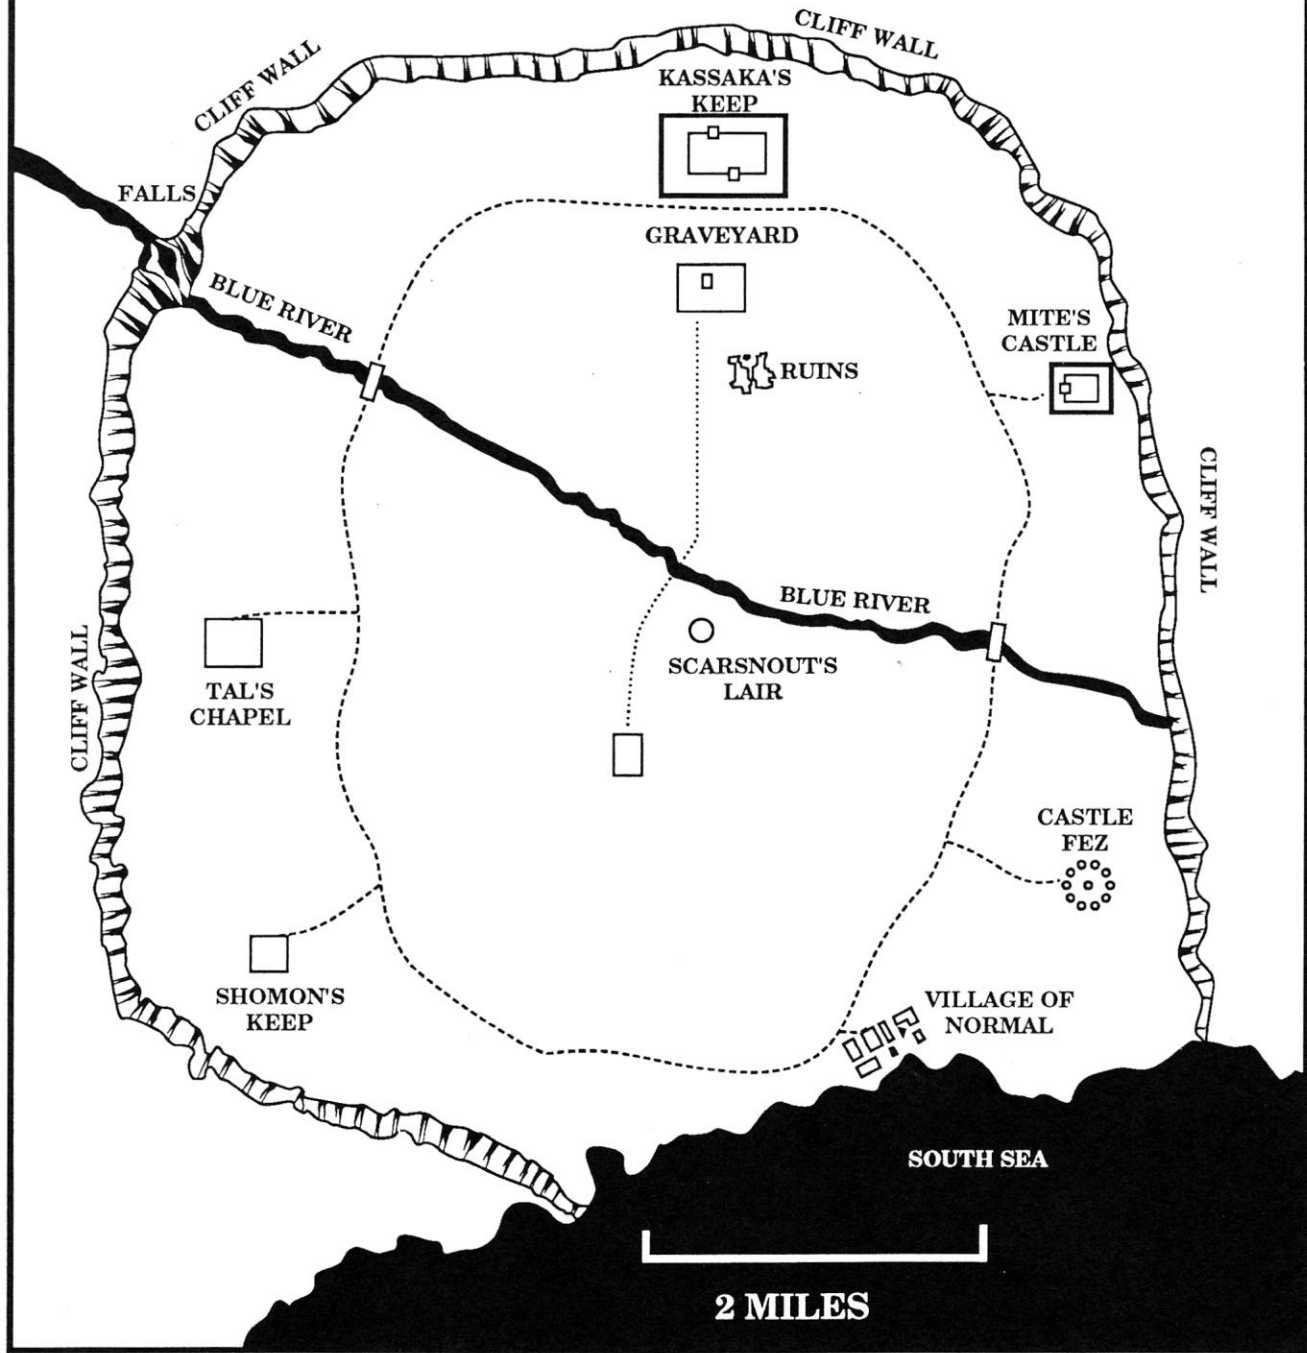 CLIFF WALL
CLIFF WALL
KASSAKA'S
KEEP
FALLS
GRAVEYARD
BLUE RIVER
MITE'S
CASTLE
RUINS
CLIFF WALL
BLUE RIVER
CLIFF WALL
SCARSNOUT'S
LAIR
TAL'S
CHAPEL
CASTLE
FEZ
SHOMON'S
KEEP
VILLAGE OF
NORMAL
SOUTH SEA
2 MILES